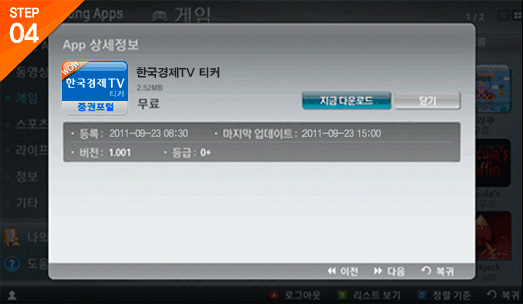 STEP
04
ung Apps
게임
1 / 2
App 상세정보
한국경제TV
티커
증권포털
한국경제TV 티커
2.52MB
무료
지금 다운로드
닫기
· 등록 : 2011-09-23 08:30 · 마지막 업데이트 : 2011-09-23 15:00
· 버전 : 1.001 · 등급 : 0+
동영상
게임
스포츠
라이프
정보
기타
나의
도움
이전 다음 복귀
A 로그아웃 B 리스트 보기 D 정렬 기준 복귀